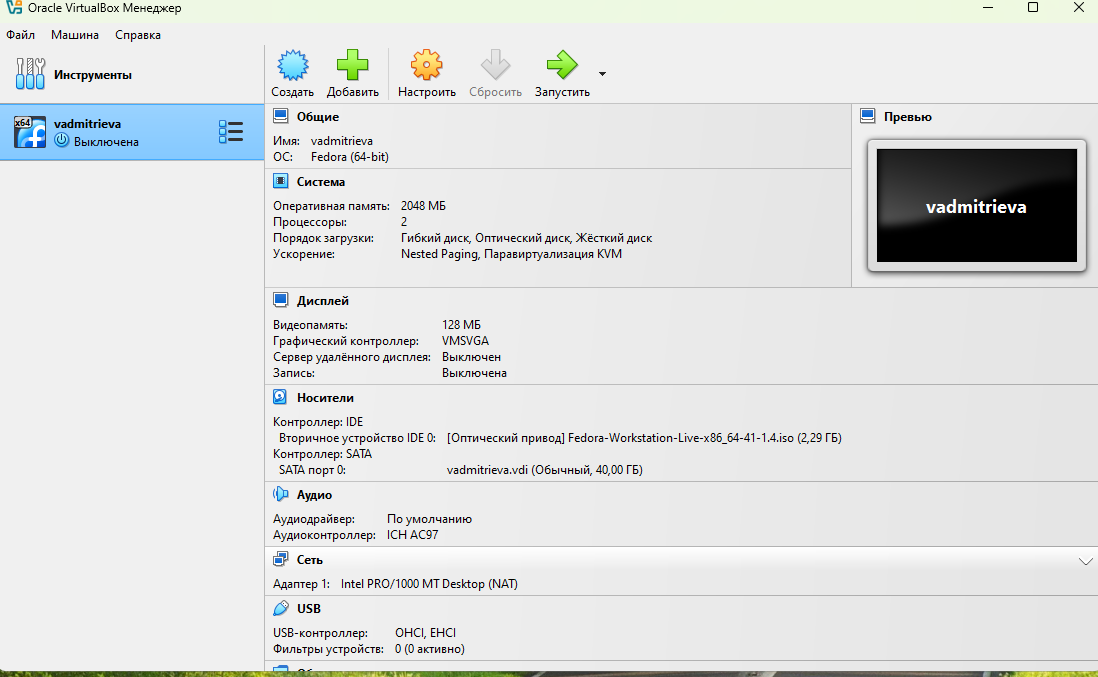 Oracle VirtualBox Менеджер
Файл Машина Справка
Инструменты
Создать Добавить Настроить Сбросить Запустить
x64
vadmitrieva
Выключена
Общие
Имя: vadmitrieva
ОС: Fedora (64-bit)
Превью
vadmitrieva
Система
Оперативная память: 2048 МБ
Процессоры: 2
Порядок загрузки: Гибкий диск, Оптический диск, Жёсткий диск
Ускорение: Nested Paging, Паравиртуализация KVM
Дисплей
Видеопамять: 128 МБ
Графический контроллер: VMSVGA
Сервер удалённого дисплея: Выключен
Запись: Выключена
Носители
Контроллер: IDE
Вторичное устройство IDE 0: [Оптический привод] Fedora-Workstation-Live-x86_64-41-1.4.iso (2,29 ГБ)
Контроллер: SATA
SATA порт 0: vadmitrieva.vdi (Обычный, 40,00 ГБ)
Аудио
Аудиодрайвер: По умолчанию
Аудиоконтроллер: ICH AC97
Сеть
Адаптер 1: Intel PRO/1000 MT Desktop (NAT)
USB
USB-контроллер: OHCI, EHCI
Фильтры устройств: 0 (0 активно)